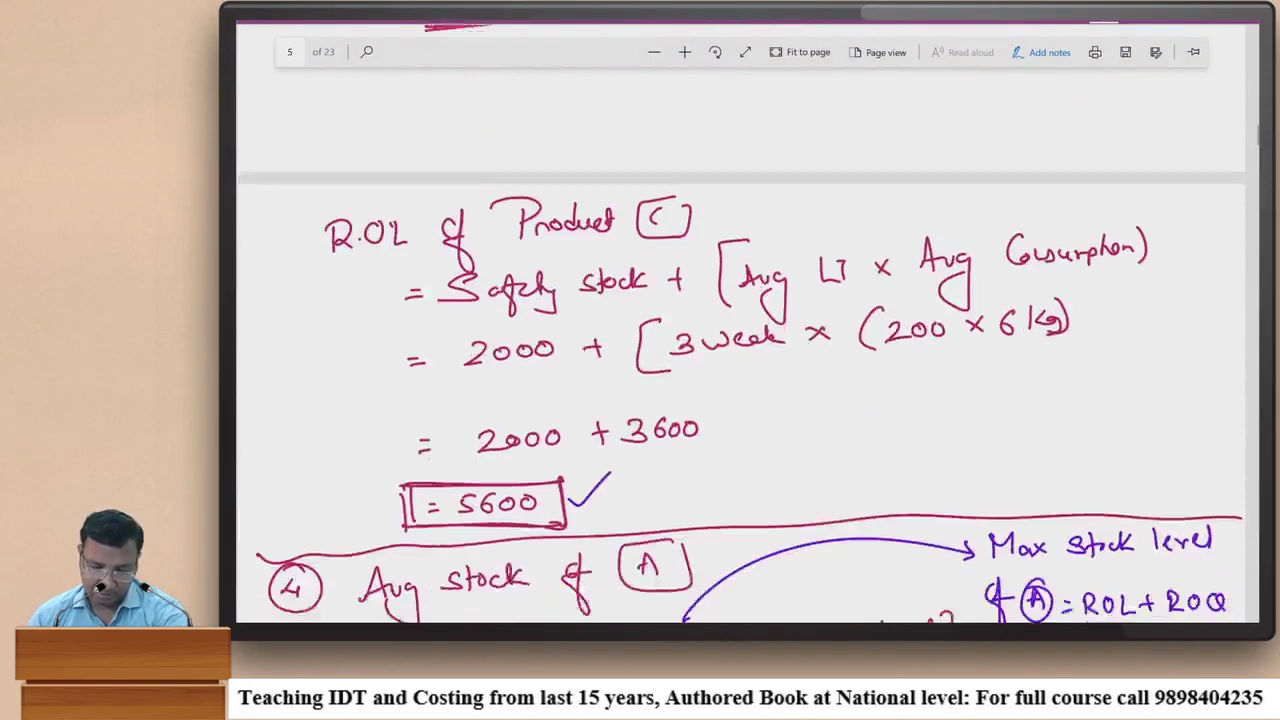 5 of 23 Fit to page Page view Read aloud Add notes
R.OL of Product C
= Safety stock + [Avg LT x Avg Consumption)
= 2000 + [3 week x (200 x 6 kg)
= 2000 + 3600
= 5600 ✓
4 Avg stock of A
Max stock level
of A = ROL + ROQ
Teaching IDT and Costing from last 15 years, Authored Book at National level: For full course call 9898404235